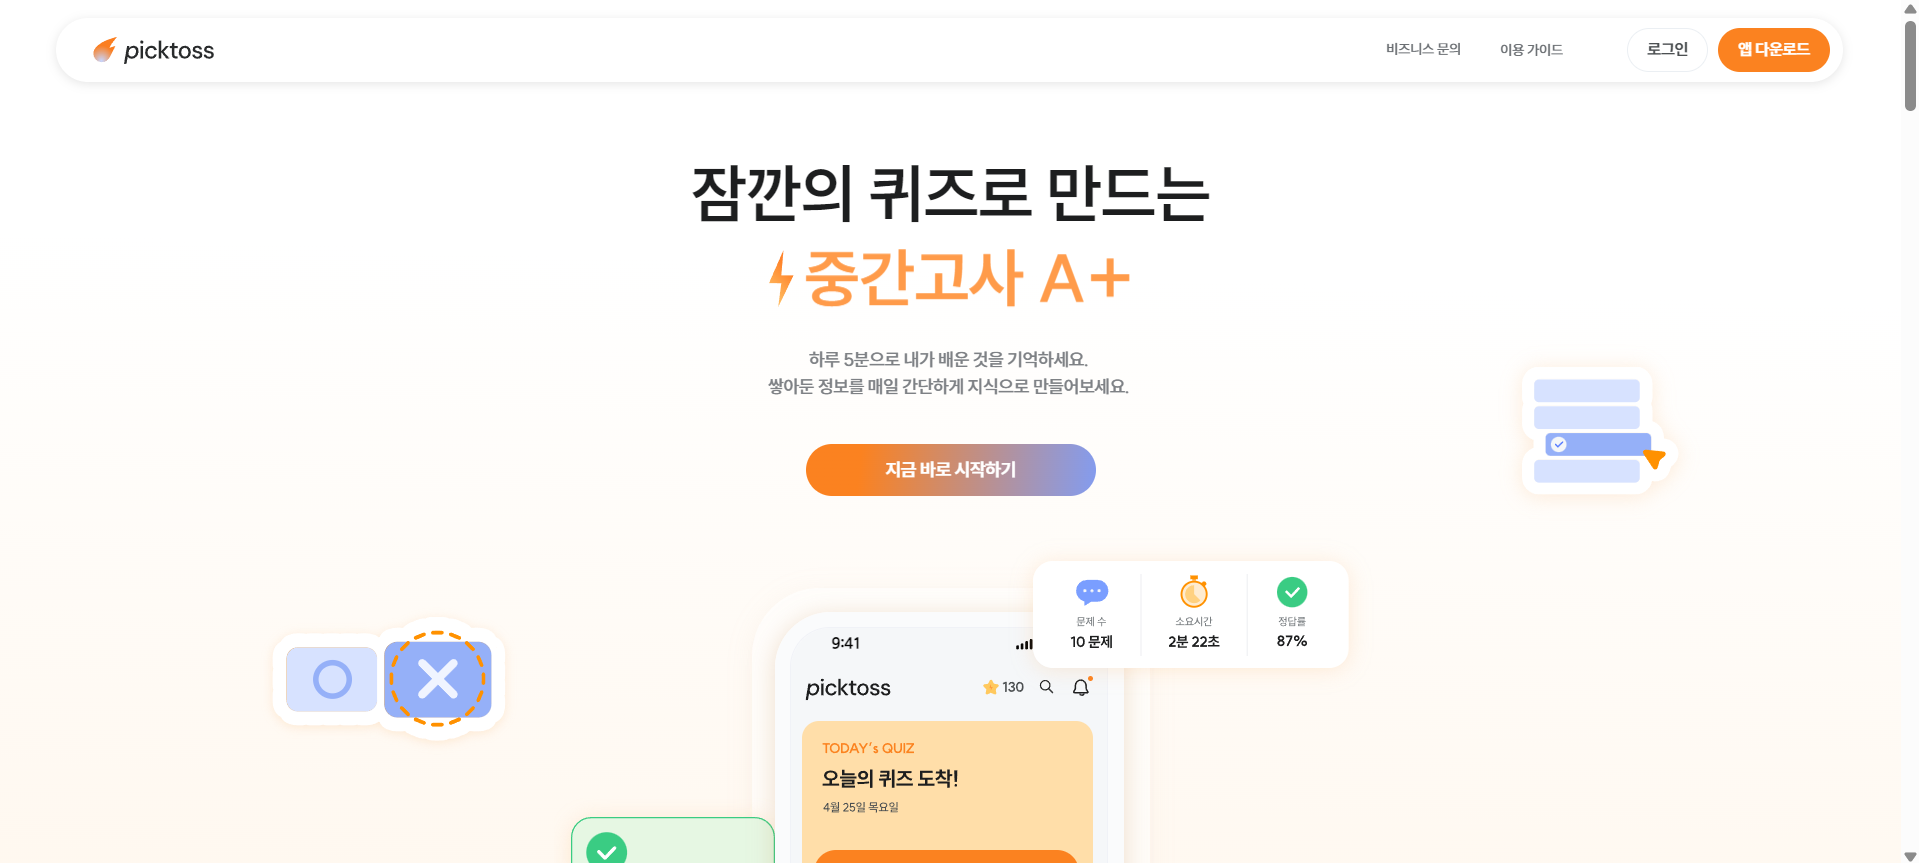 picktoss
비즈니스 문의
이용 가이드
로그인
앱 다운로드
잠깐의 퀴즈로 만드는
중간고사 A+
하루 5분으로 내가 배운 것을 기억하세요.
쌓아둔 정보를 매일 간단하게 지식으로 만들어보세요.
지금 바로 시작하기
문제 수
10 문제
소요시간
2분 22초
정답률
87%
9:41
picktoss
130
TODAY's QUIZ
오늘의 퀴즈 도착!
4월 25일 목요일